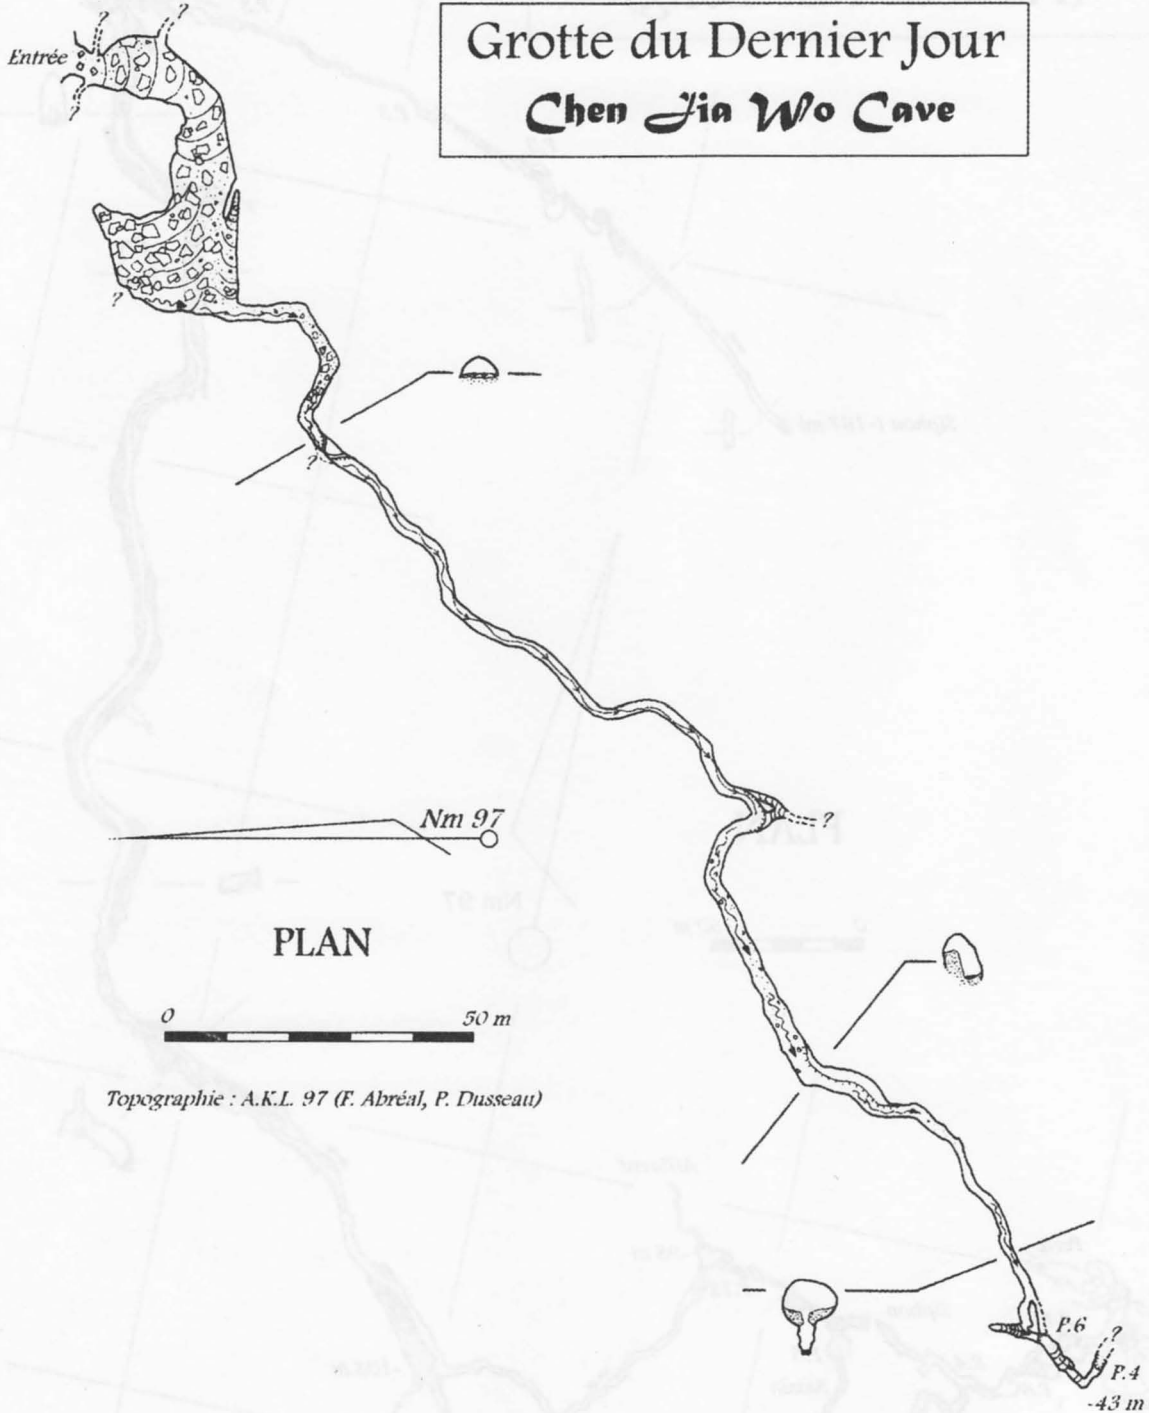 Grotte du Dernier Jour
Chen Jia Wo Cave
?
?
Entrée
?
?
?
Nm 97
?
PLAN
0 50 m
Topographie : A.K.L. 97 (F. Abréal, P. Dusseau)
P.6
?
P.4
-43 m